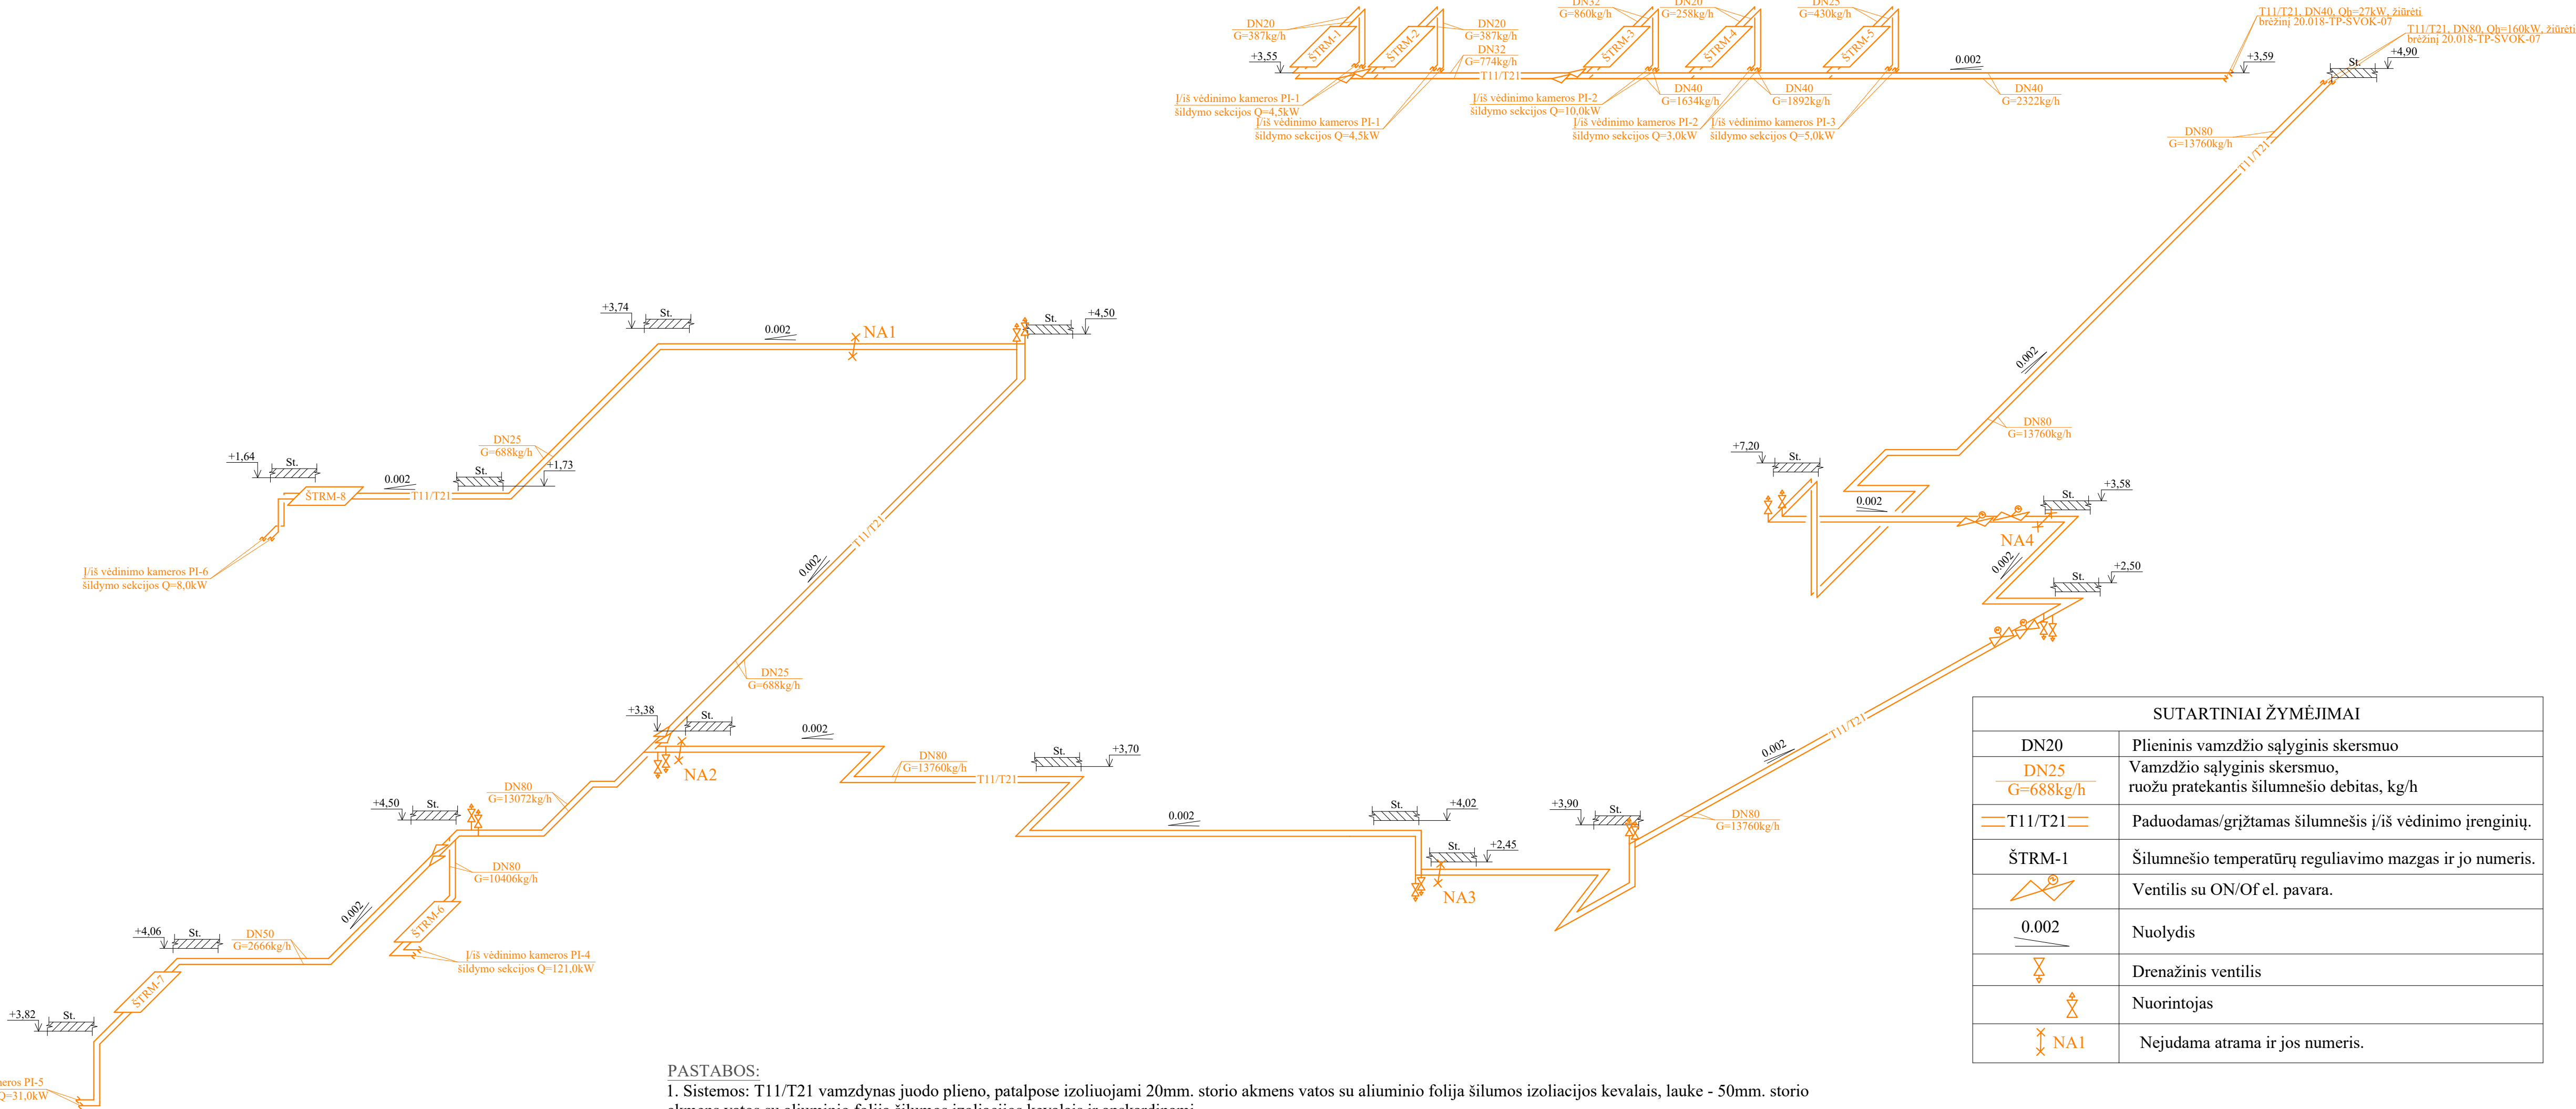 DN20
G=387kg/h
ŠTRM-1
ŠTRM-2
DN20
G=387kg/h
DN32
G=774kg/h
DN32
G=860kg/h
ŠTRM-3
DN20
G=258kg/h
ŠTRM-4
DN25
G=430kg/h
ŠTRM-5
T11/T21, DN40, Qh=27kW, žiūrėti
brėžinį 20.018-TP-ŠVOK-07
T11/T21, DN80, Qh=160kW, žiūrėti
brėžinį 20.018-TP-ŠVOK-07
+3,55
T11/T21
0.002
+3,59
St.
+4,90
Į/iš vėdinimo kameros PI-1
šildymo sekcijos Q=4,5kW
Į/iš vėdinimo kameros PI-1
šildymo sekcijos Q=4,5kW
Į/iš vėdinimo kameros PI-2
šildymo sekcijos Q=10,0kW
DN40
G=1634kg/h
Į/iš vėdinimo kameros PI-2
šildymo sekcijos Q=3,0kW
DN40
G=1892kg/h
Į/iš vėdinimo kameros PI-3
šildymo sekcijos Q=5,0kW
DN40
G=2322kg/h
DN80
G=13760kg/h
T11/T21
+3,74
St.
0.002
NA1
St.
+4,50
0.002
DN80
G=13760kg/h
DN25
G=688kg/h
+1,64
St.
St.
+1,73
ŠTRM-8
0.002
T11/T21
+7,20
St.
0.002
St.
+3,58
NA4
T11/T21
0.002
0.002
St.
+2,50
Į/iš vėdinimo kameros PI-6
šildymo sekcijos Q=8,0kW
DN25
G=688kg/h
+3,38
St.
0.002
NA2
DN80
G=13760kg/h
T11/T21
St.
+3,70
T11/T21
0.002
DN80
G=13072kg/h
+4,50
St.
0.002
St.
+4,02
+3,90
St.
DN80
G=13760kg/h
St.
+2,45
NA3
DN80
G=10406kg/h
ŠTRM-6
0.002
+4,06
St.
DN50
G=2666kg/h
Į/iš vėdinimo kameros PI-4
šildymo sekcijos Q=121,0kW
ŠTRM-7
+3,82
St.
PI-5
Q=31,0kW
SUTARTINIAI ŽYMĖJIMAI
DN20 Plieninis vamzdžio sąlyginis skersmuo
DN25 Vamzdžio sąlyginis skersmuo,
G=688kg/h ruožu pratekantis šilumnešio debitas, kg/h
T11/T21 Paduodamas/grįžtamas šilumnešis į/iš vėdinimo įrenginių.
ŠTRM-1 Šilumnešio temperatūrų reguliavimo mazgas ir jo numeris.
Ventilis su ON/Of el. pavara.
0.002 Nuolydis
Drenažinis ventilis
Nuorintojas
NA1 Nejudama atrama ir jos numeris.
PASTABOS:
1. Sistemos: T11/T21 vamzdynas juodo plieno, patalpose izoliuojami 20mm. storio akmens vatos su aliuminio folija šilumos izoliacijos kevalais, lauke - 50mm. storio